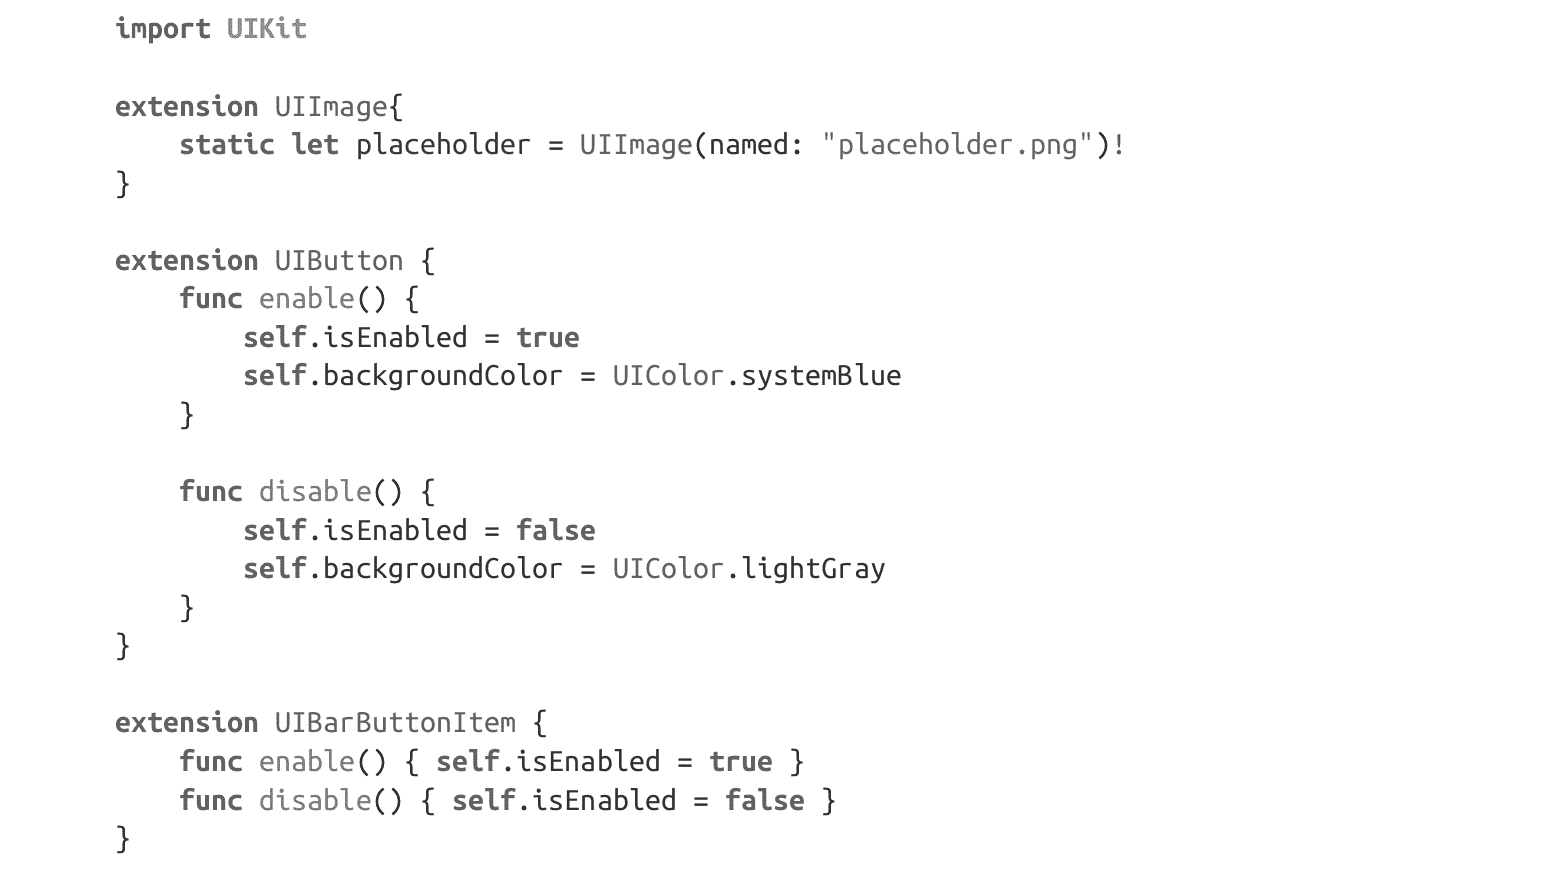 import UIKit

extension UIImage{
    static let placeholder = UIImage(named: "placeholder.png")!
}

extension UIButton {
    func enable() {
        self.isEnabled = true
        self.backgroundColor = UIColor.systemBlue
    }

    func disable() {
        self.isEnabled = false
        self.backgroundColor = UIColor.lightGray
    }
}

extension UIBarButtonItem {
    func enable() { self.isEnabled = true }
    func disable() { self.isEnabled = false }
}